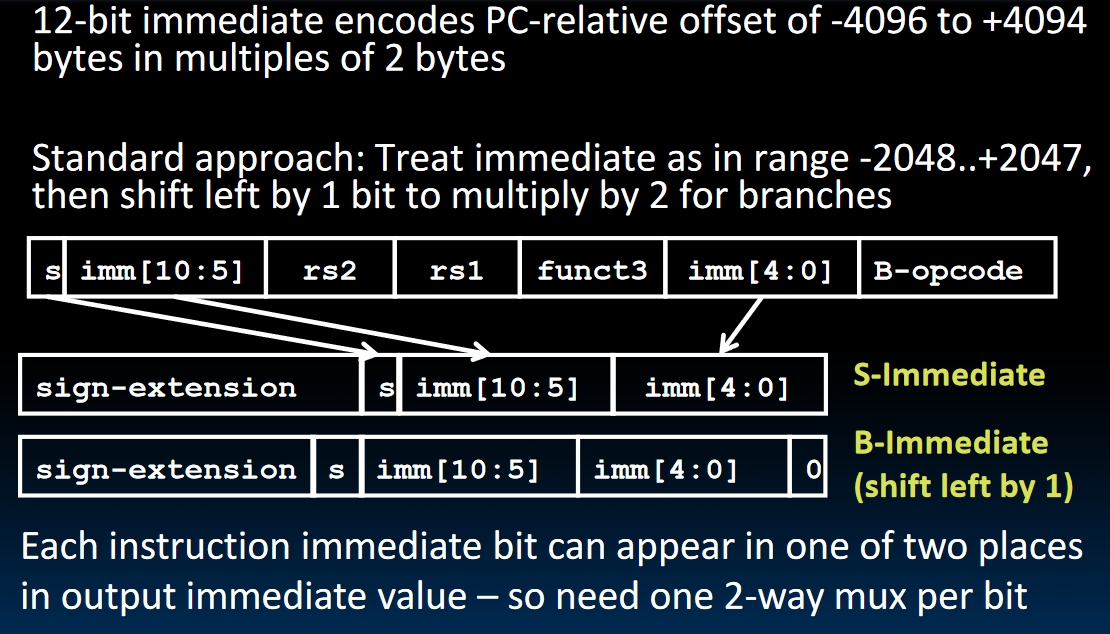 12-bit immediate encodes PC-relative offset of -4096 to +4094
bytes in multiples of 2 bytes
Standard approach: Treat immediate as in range -2048..+2047,
then shift left by 1 bit to multiply by 2 for branches
s imm[10:5] rs2 rs1 funct3 imm[4:0] B-opcode
sign-extension s imm[10:5] imm[4:0] S-Immediate
sign-extension s imm[10:5] imm[4:0] 0 B-Immediate
(shift left by 1)
Each instruction immediate bit can appear in one of two places
in output immediate value – so need one 2-way mux per bit